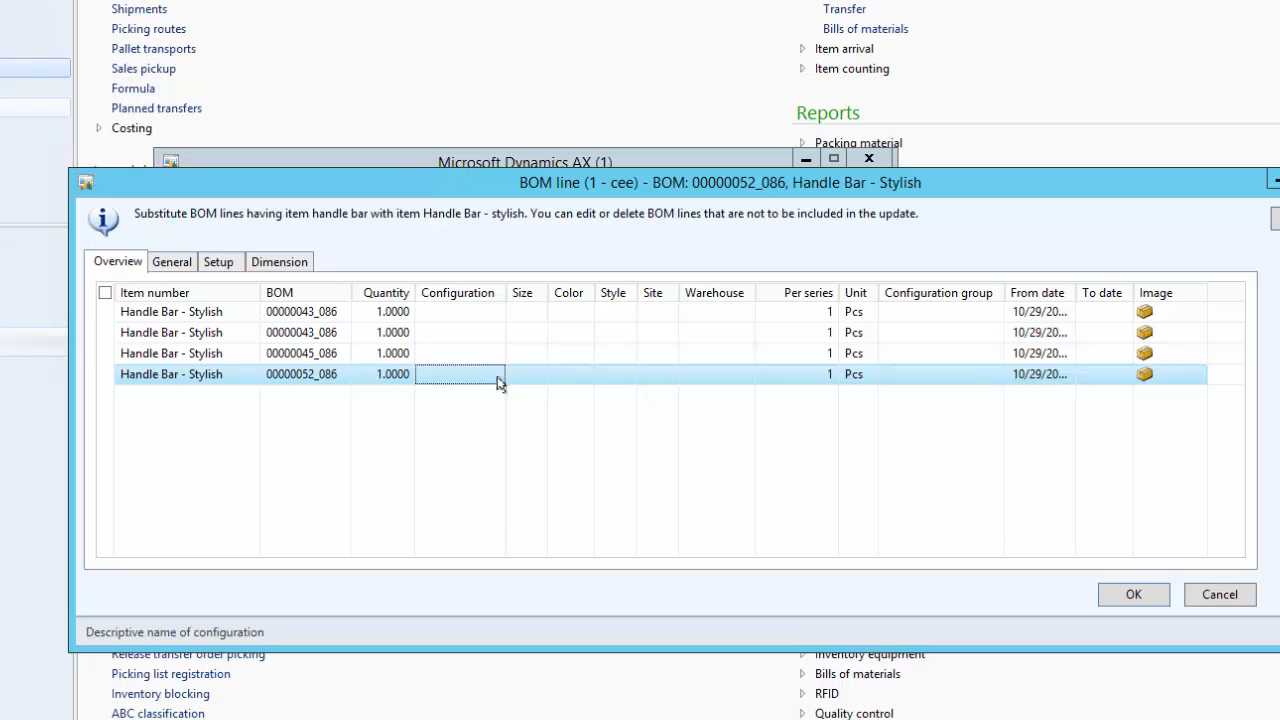 Shipments
Picking routes
Pallet transports
Sales pickup
Formula
Planned transfers
Costing
Transfer
Bills of materials
Item arrival
Item counting
Reports
Packing material
Microsoft Dynamics AX (1)
BOM line (1 - cee) - BOM: 00000052_086, Handle Bar - Stylish
Substitute BOM lines having item handle bar with item Handle Bar - stylish. You can edit or delete BOM lines that are not to be included in the update.
Overview General Setup Dimension
Item number BOM Quantity Configuration Size Color Style Site Warehouse Per series Unit Configuration group From date To date Image
Handle Bar - Stylish 00000043_086 1.0000 1 Pcs 10/29/20...
Handle Bar - Stylish 00000043_086 1.0000 1 Pcs 10/29/20...
Handle Bar - Stylish 00000045_086 1.0000 1 Pcs 10/29/20...
Handle Bar - Stylish 00000052_086 1.0000 1 Pcs 10/29/20...
OK Cancel
Descriptive name of configuration
Release transfer order picking
Picking list registration
Inventory blocking
ABC classification
Inventory equipment
Bills of materials
RFID
Quality control